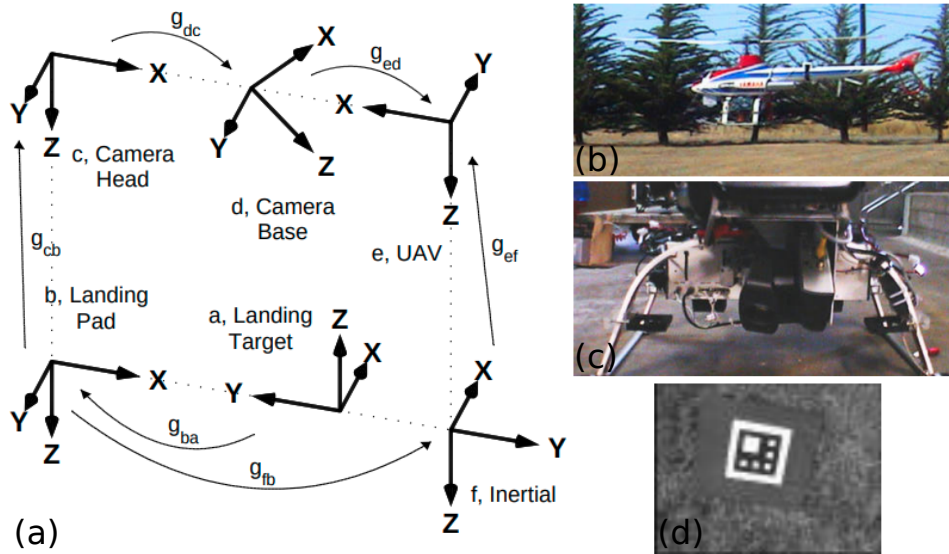 g_dc
g_ed
X
Y
X
X
Y
Z
c, Camera
Head
Y
Z
d, Camera
Base
Z
e, UAV
g_cb
g_ef
b, Landing
Pad
a, Landing
Target
Z
X
X
Y
X
Y
Z
g_ba
Y
g_fb
f, Inertial
Z
(a)
(b)
YAMAHA
(c)
(d)